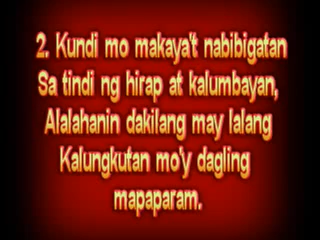 2. Kundi mo makaya't nabibigatan
Sa tindi ng hirap at kalumbayan,
Alalahanin dakilang may lalang
Kalungkutan mo'y dagling
mapaparam.